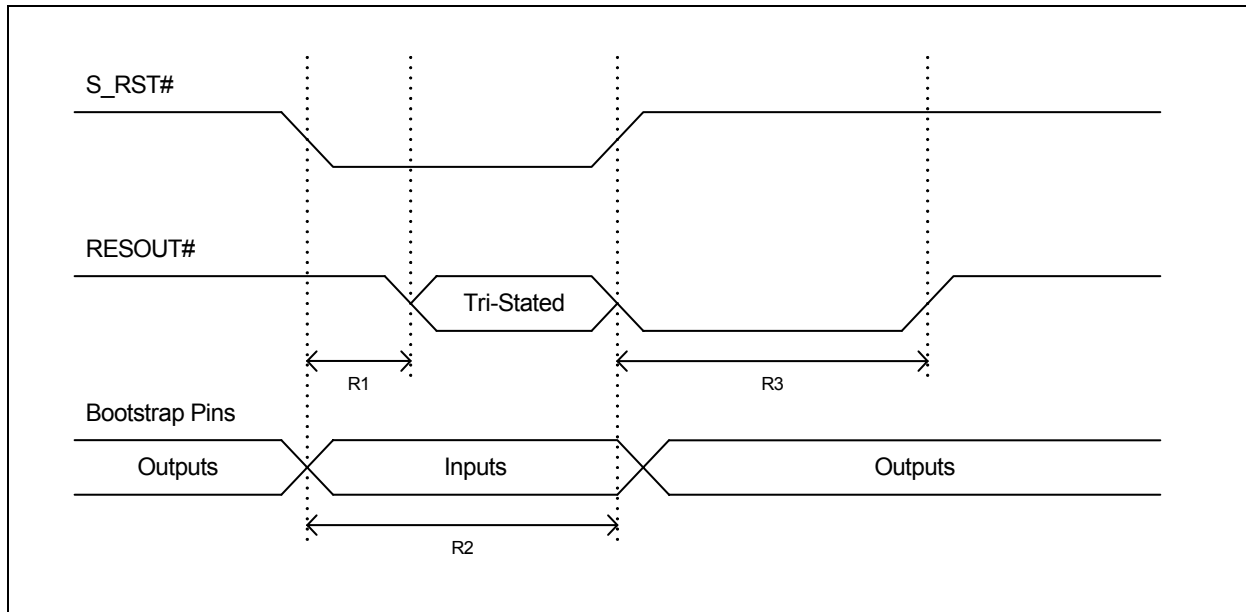 S_RST#
RESOUT#
Tri-Stated
R1
R3
Bootstrap Pins
Outputs
Inputs
Outputs
R2